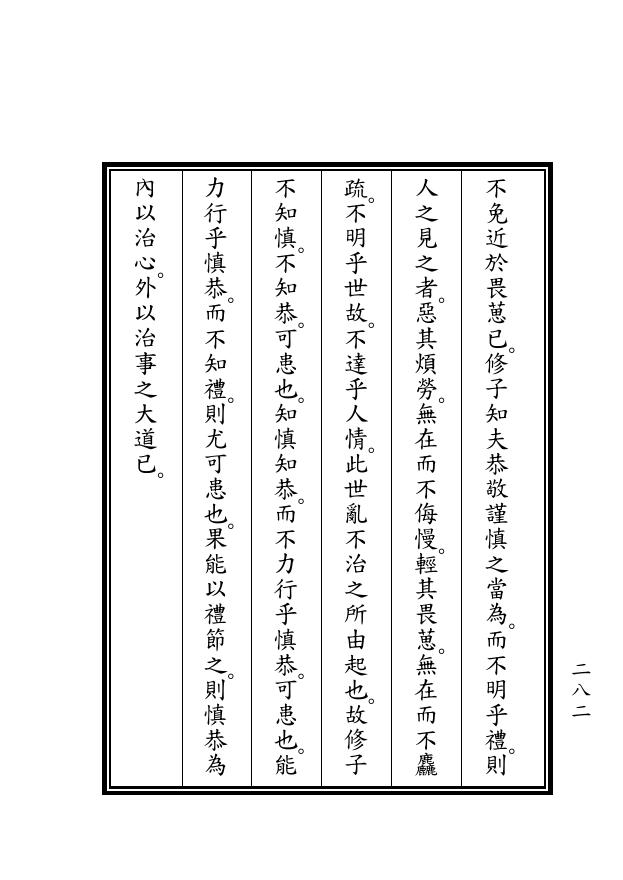 不免近於畏葸已。修子知夫恭敬謹慎之當為。而不明乎禮。則
人之見之者。惡其煩勞。無在而不侮慢。輕其畏葸。無在而不麤
疏。不明乎世故。不達乎人情。此世亂不治之所由起也。故修子
不知慎。不知恭。可患也。知慎知恭。而不力行乎慎恭。可患也。能
力行乎慎恭。而不知禮。則尤可患也。果能以禮節之。則慎恭為
內以治心。外以治事之大道已。
二八二